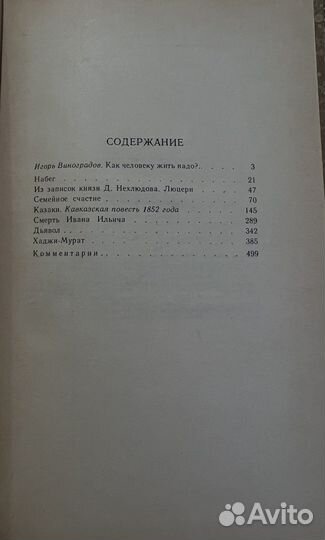 СОДЕРЖАНИЕ
Игорь Виноградов. Как человеку жить надо?. . . . . 3
Набег . . . . . . . . . . . . . . . 21
Из записок князя Д. Нехлюдова. Люцерн . . . . . 47
Семейное счастие . . . . . . . . . . . . 70
Казаки. Кавказская повесть 1852 года . . . . . . 145
Смерть Ивана Ильича . . . . . . . . . . . 289
Дьявол . . . . . . . . . . . . . . . 342
Хаджи-Мурат . . . . . . . . . . . . . 385
Комментарии . . . . . . . . . . . . . 499
Avito